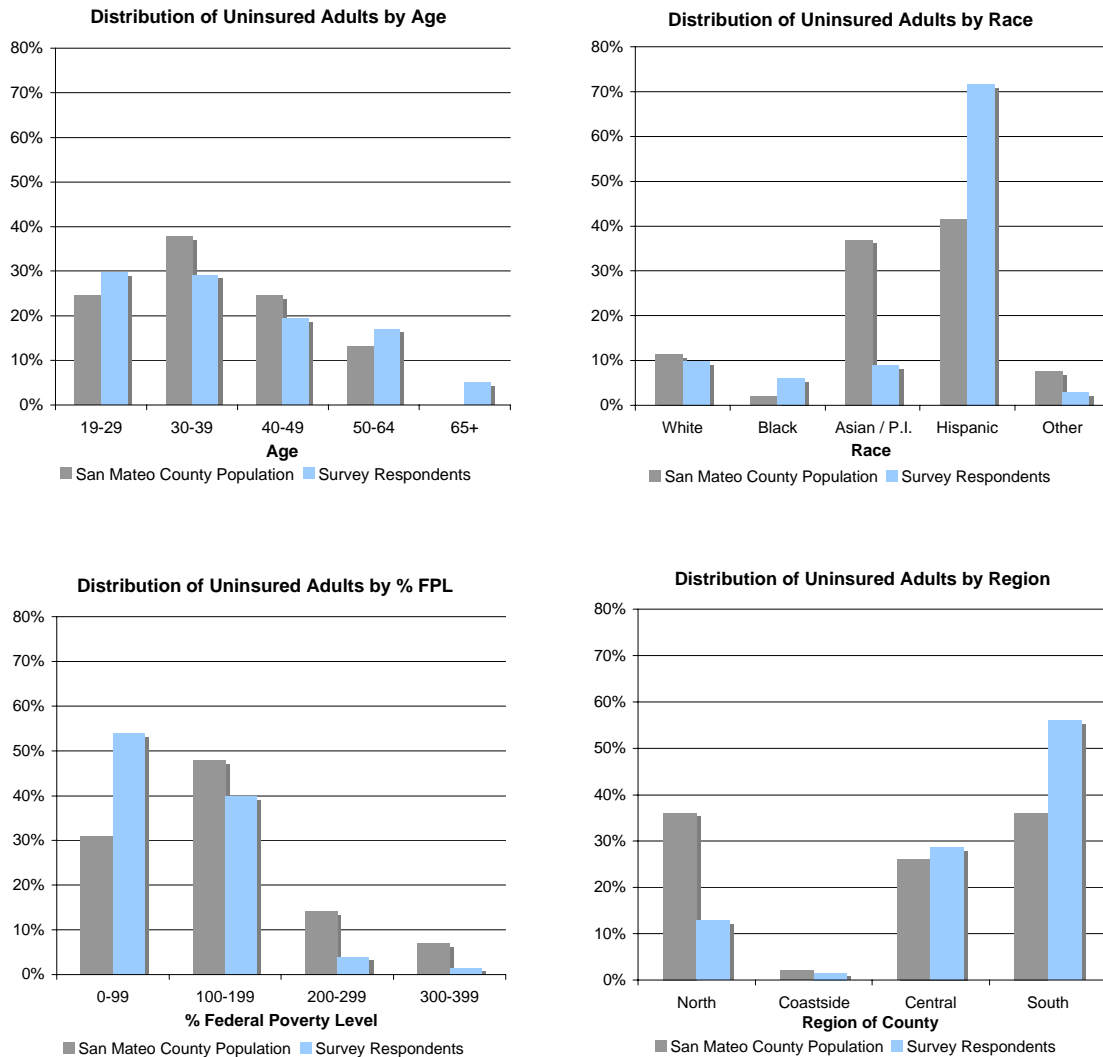 Distribution of Uninsured Adults by Age
80%
70%
60%
50%
40%
30%
20%
10%
0%
19-29 30-39 40-49 50-64 65+
Age
San Mateo County Population Survey Respondents
Distribution of Uninsured Adults by Race
80%
70%
60%
50%
40%
30%
20%
10%
0%
White Black Asian / P.I. Hispanic Other
Race
San Mateo County Population Survey Respondents
Distribution of Uninsured Adults by % FPL
80%
70%
60%
50%
40%
30%
20%
10%
0%
0-99 100-199 200-299 300-399
% Federal Poverty Level
San Mateo County Population Survey Respondents
Distribution of Uninsured Adults by Region
80%
70%
60%
50%
40%
30%
20%
10%
0%
North Coastside Central South
Region of County
San Mateo County Population Survey Respondents